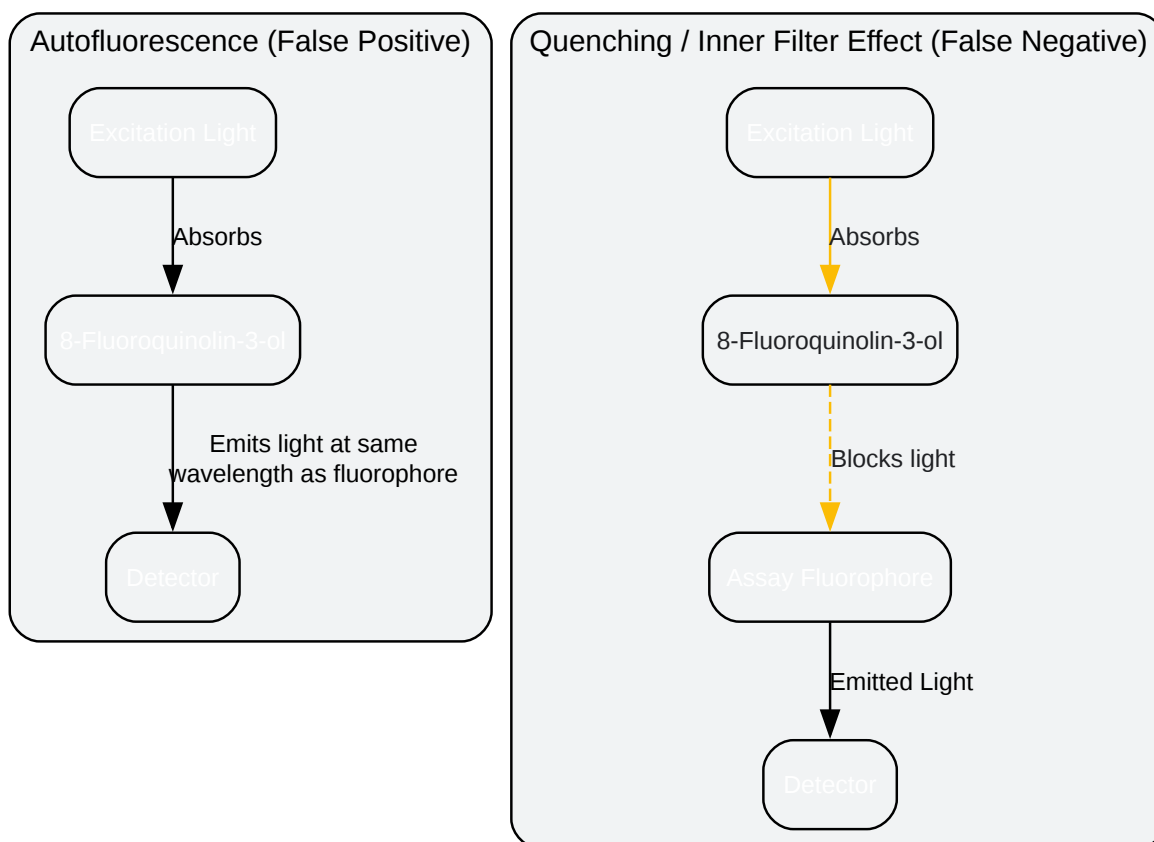 Autofluorescence (False Positive)
Excitation Light
Absorbs
8-Fluoroquinolin-3-ol
Emits light at same
wavelength as fluorophore
Detector
Quenching / Inner Filter Effect (False Negative)
Excitation Light
Absorbs
8-Fluoroquinolin-3-ol
Blocks light
Assay Fluorophore
Emitted Light
Detector